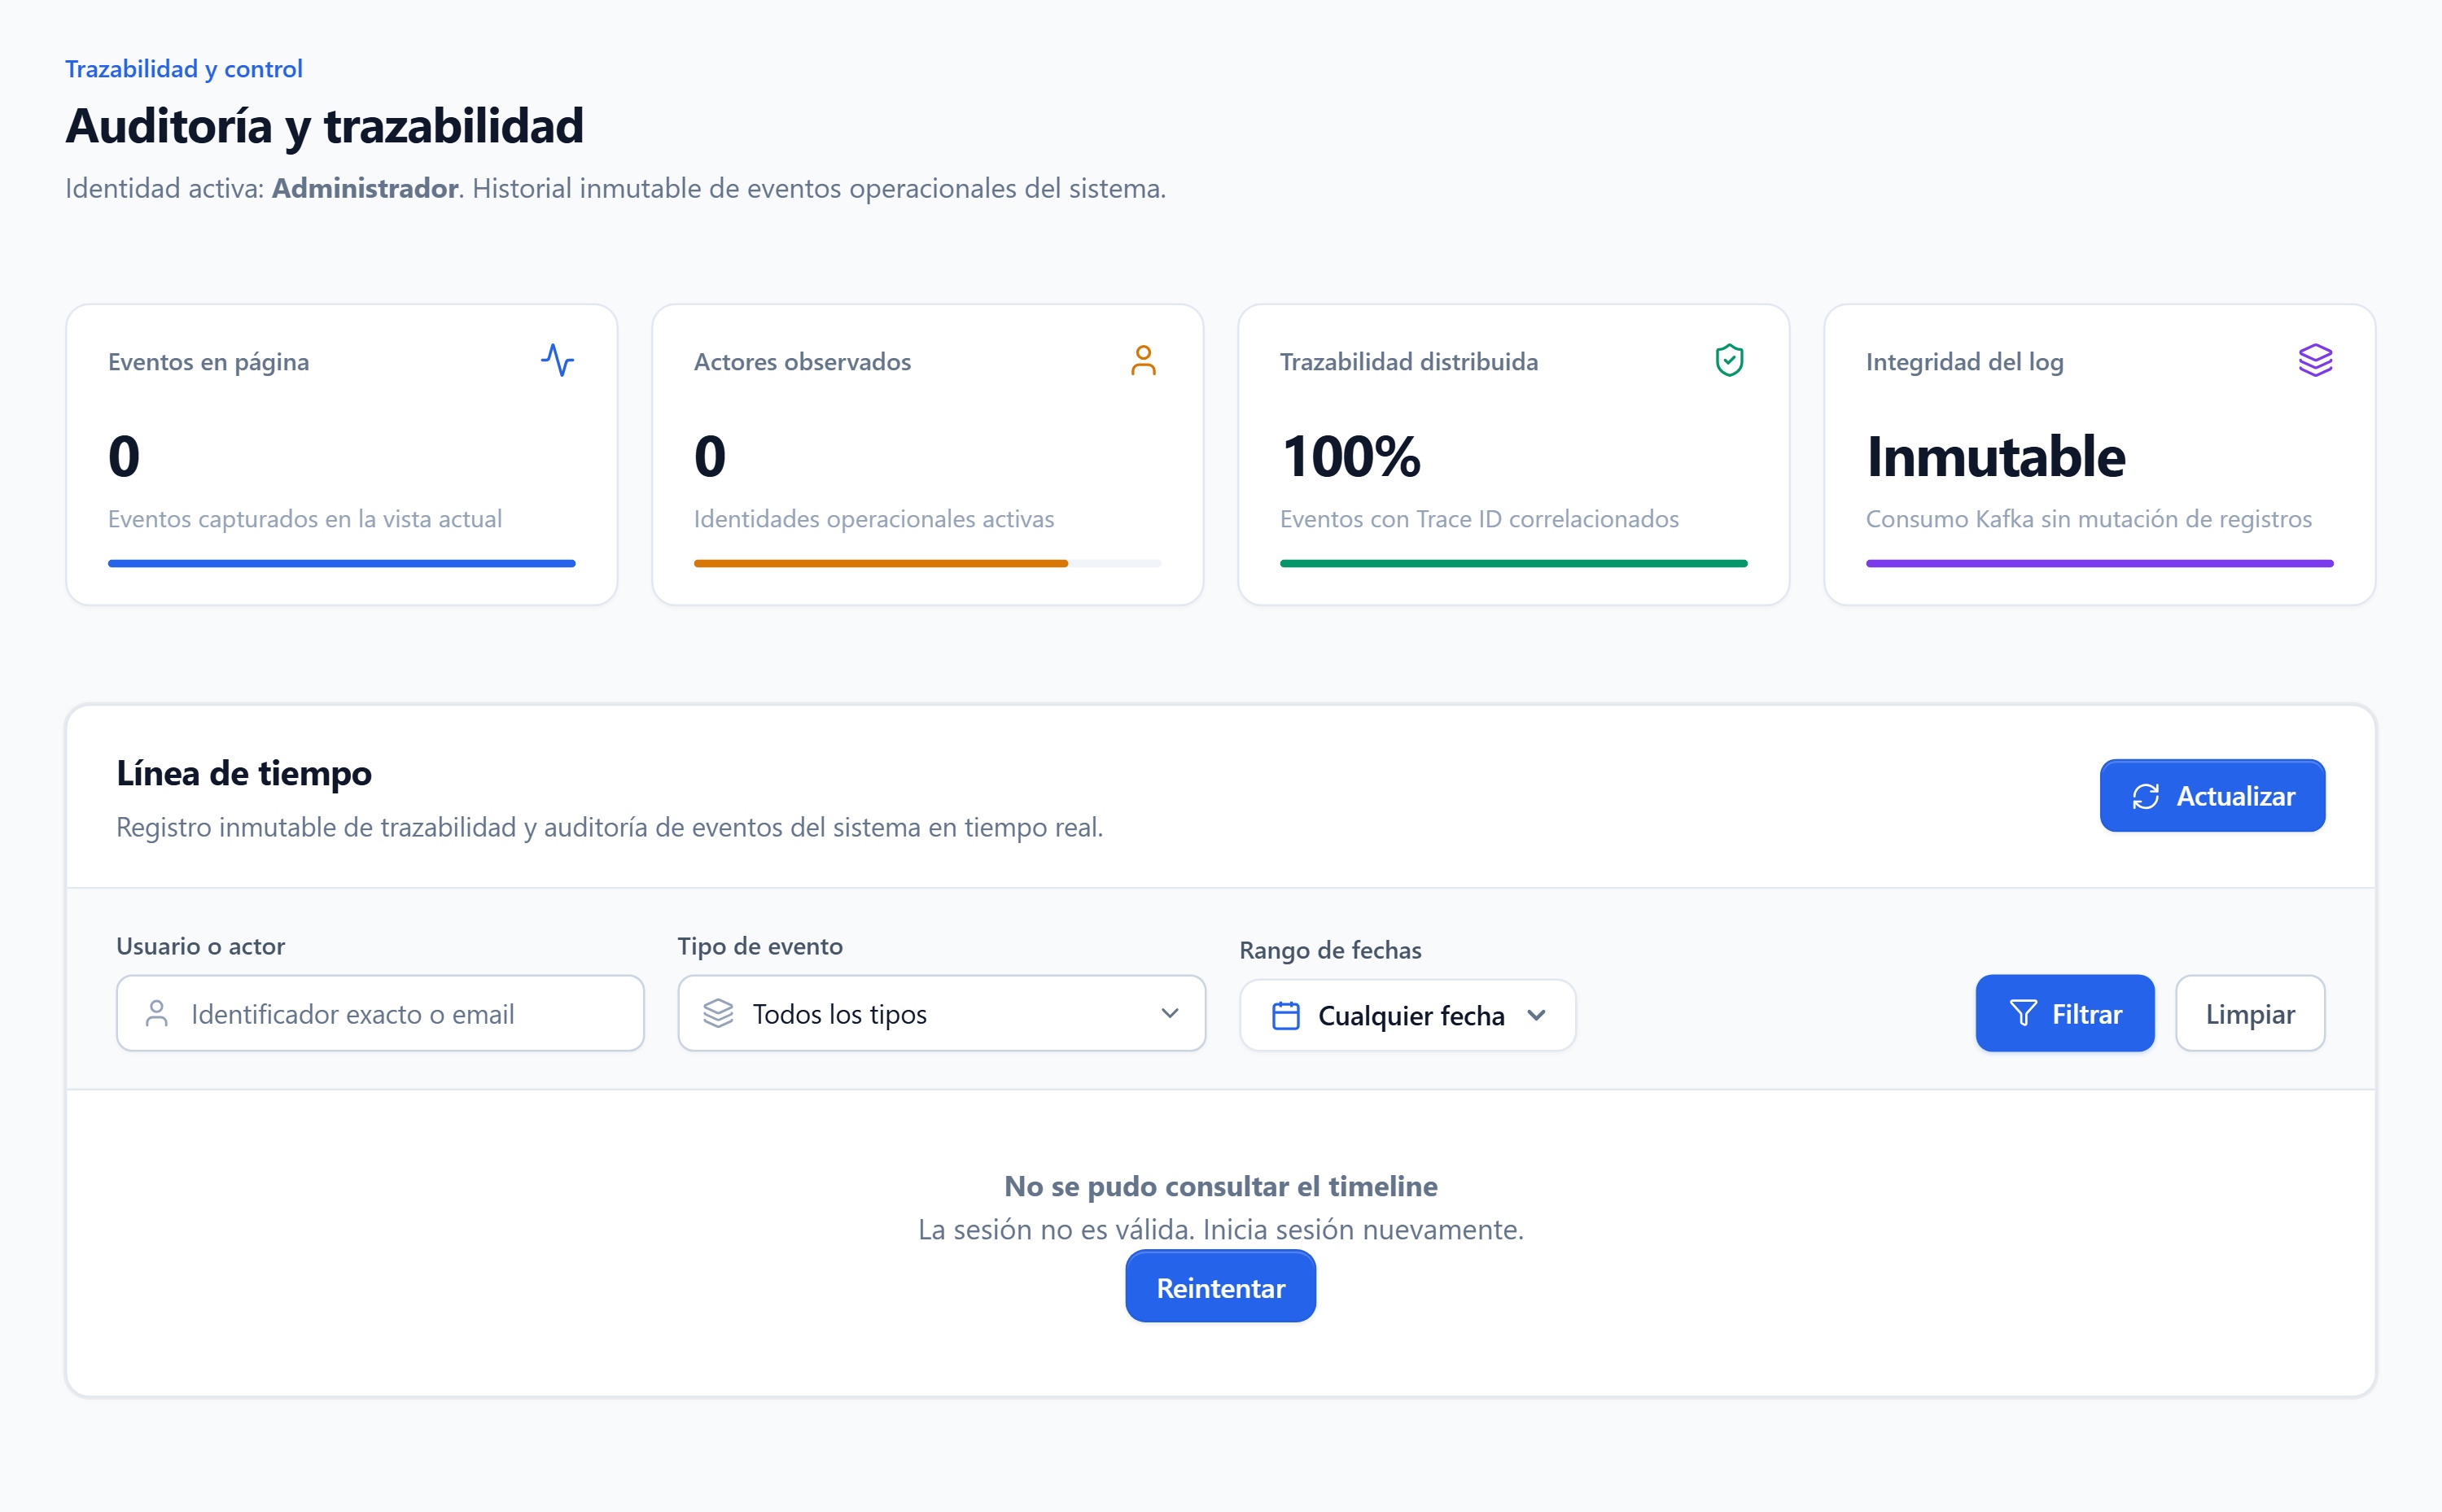 Trazabilidad y control
Auditoría y trazabilidad
Identidad activa: Administrador. Historial inmutable de eventos operacionales del sistema.
Eventos en página
0
Eventos capturados en la vista actual
Actores observados
0
Identidades operacionales activas
Trazabilidad distribuida
100%
Eventos con Trace ID correlacionados
Integridad del log
Inmutable
Consumo Kafka sin mutación de registros
Línea de tiempo
Registro inmutable de trazabilidad y auditoría de eventos del sistema en tiempo real.
Actualizar
Usuario o actor
Identificador exacto o email
Tipo de evento
Todos los tipos
Rango de fechas
Cualquier fecha
Filtrar
Limpiar
No se pudo consultar el timeline
La sesión no es válida. Inicia sesión nuevamente.
Reintentar